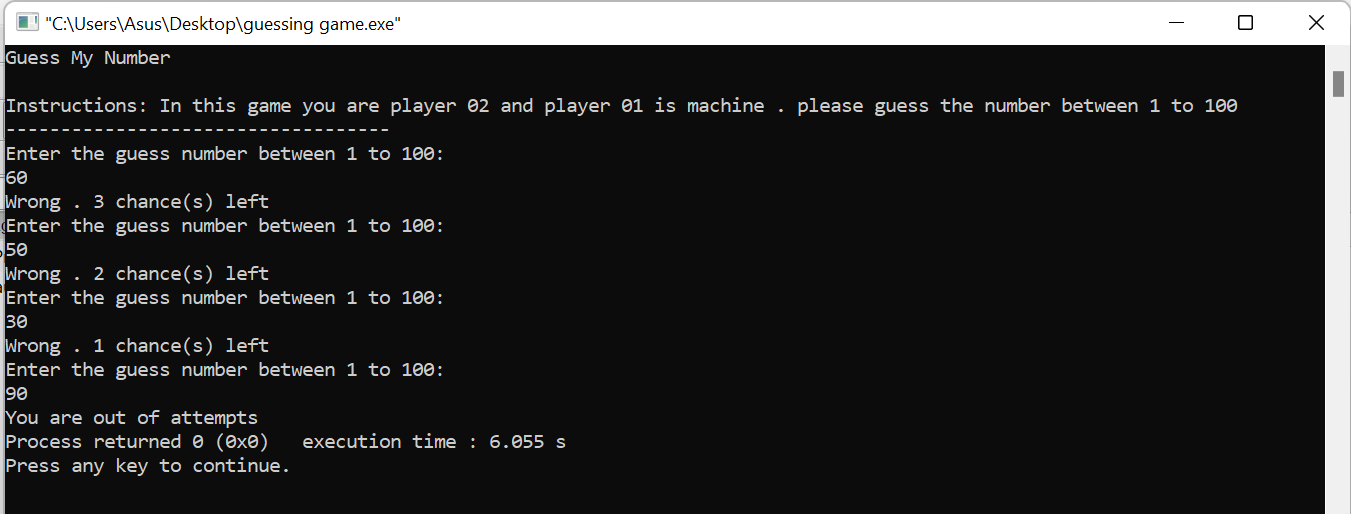 "C:\Users\Asus\Desktop\guessing game.exe"
Guess My Number
Instructions: In this game you are player 02 and player 01 is machine . please guess the number between 1 to 100
-----------------------------------
Enter the guess number between 1 to 100:
60
Wrong . 3 chance(s) left
Enter the guess number between 1 to 100:
50
Wrong . 2 chance(s) left
Enter the guess number between 1 to 100:
30
Wrong . 1 chance(s) left
Enter the guess number between 1 to 100:
90
You are out of attempts
Process returned 0 (0x0)   execution time : 6.055 s
Press any key to continue.